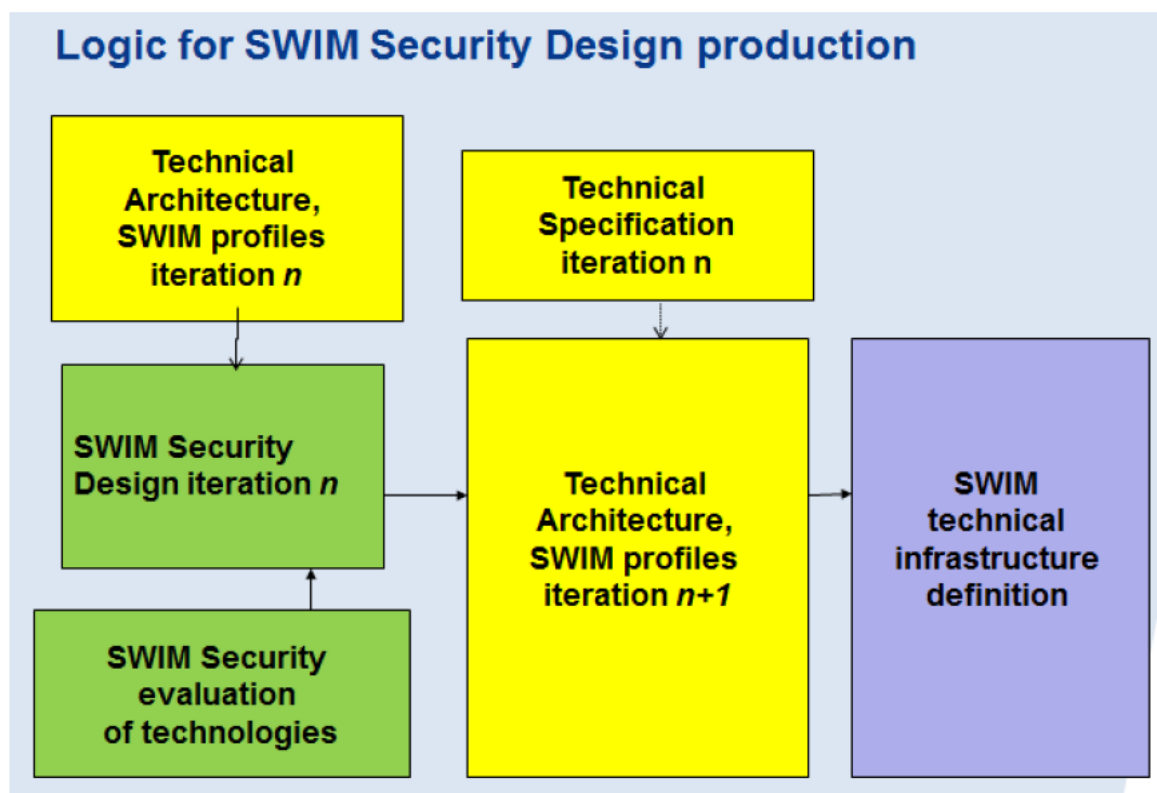 Logic for SWIM Security Design production
Technical
Architecture,
SWIM profiles
iteration n
Technical
Specification
iteration n
SWIM Security
Design iteration n
Technical
Architecture,
SWIM profiles
iteration n+1
SWIM
technical
infrastructure
definition
SWIM Security
evaluation
of technologies